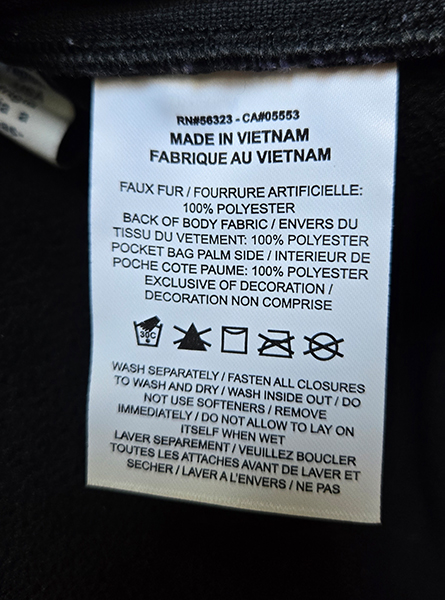 RN#56323 - CA#05553
MADE IN VIETNAM
FABRIQUE AU VIETNAM
FAUX FUR / FOURRURE ARTIFICIELLE:
100% POLYESTER
BACK OF BODY FABRIC / ENVERS DU
TISSU DU VETEMENT: 100% POLYESTER
POCKET BAG PALM SIDE / INTERIEUR DE
POCHE COTE PAUME: 100% POLYESTER
EXCLUSIVE OF DECORATION /
DECORATION NON COMPRISE
30C
WASH SEPARATELY / FASTEN ALL CLOSURES
TO WASH AND DRY / WASH INSIDE OUT / DO
NOT USE SOFTENERS / REMOVE
IMMEDIATELY / DO NOT ALLOW TO LAY ON
ITSELF WHEN WET
LAVER SEPAREMENT / VEUILLEZ BOUCLER
TOUTES LES ATTACHES AVANT DE LAVER ET
SECHER / LAVER A L'ENVERS / NE PAS